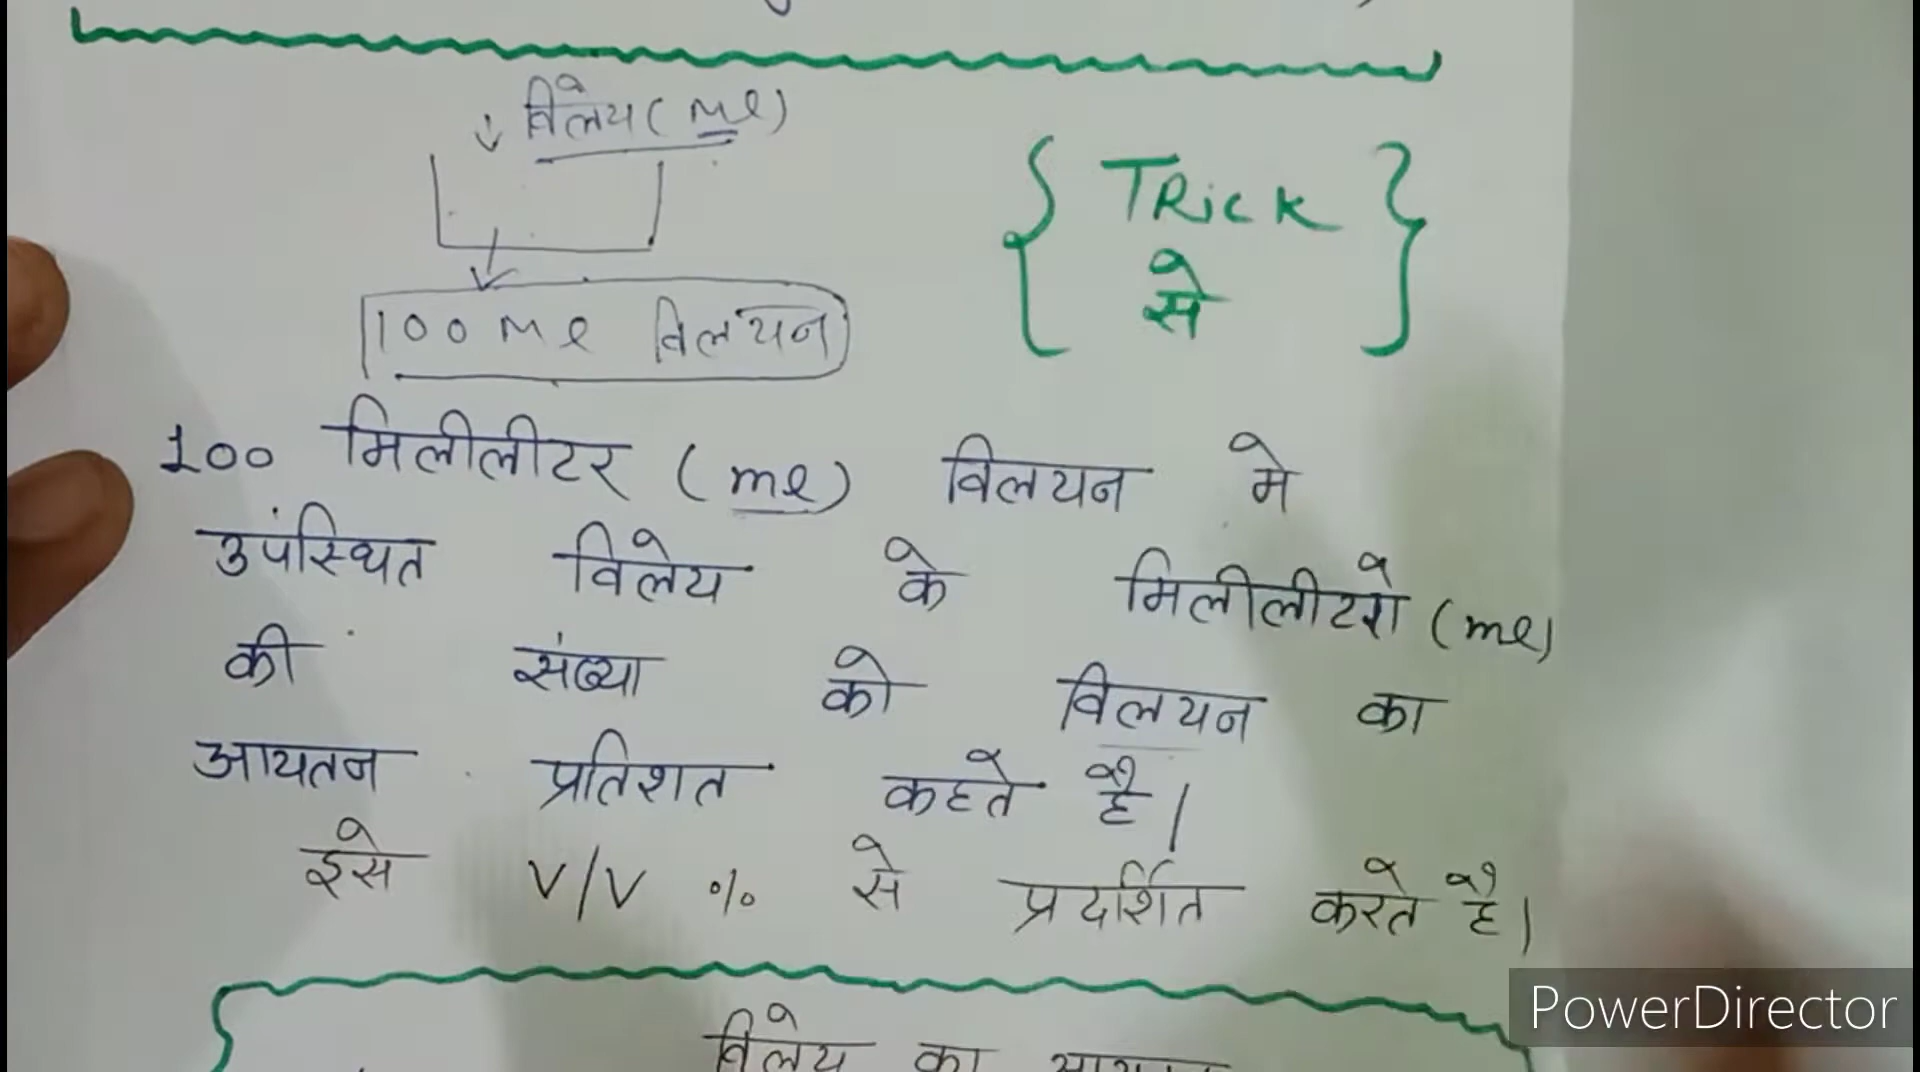 विलेय (ml)
100 ml विलयन
TRicK
से
100 मिलीलीटर (ml) विलयन मे
उपंस्थित विलेय के मिलीलीटरो (ml)
की संख्या को विलयन का
आयतन प्रतिशत कहते है।
इसे V/V % से प्रदर्शित करते है।
विलेय का
PowerDirector